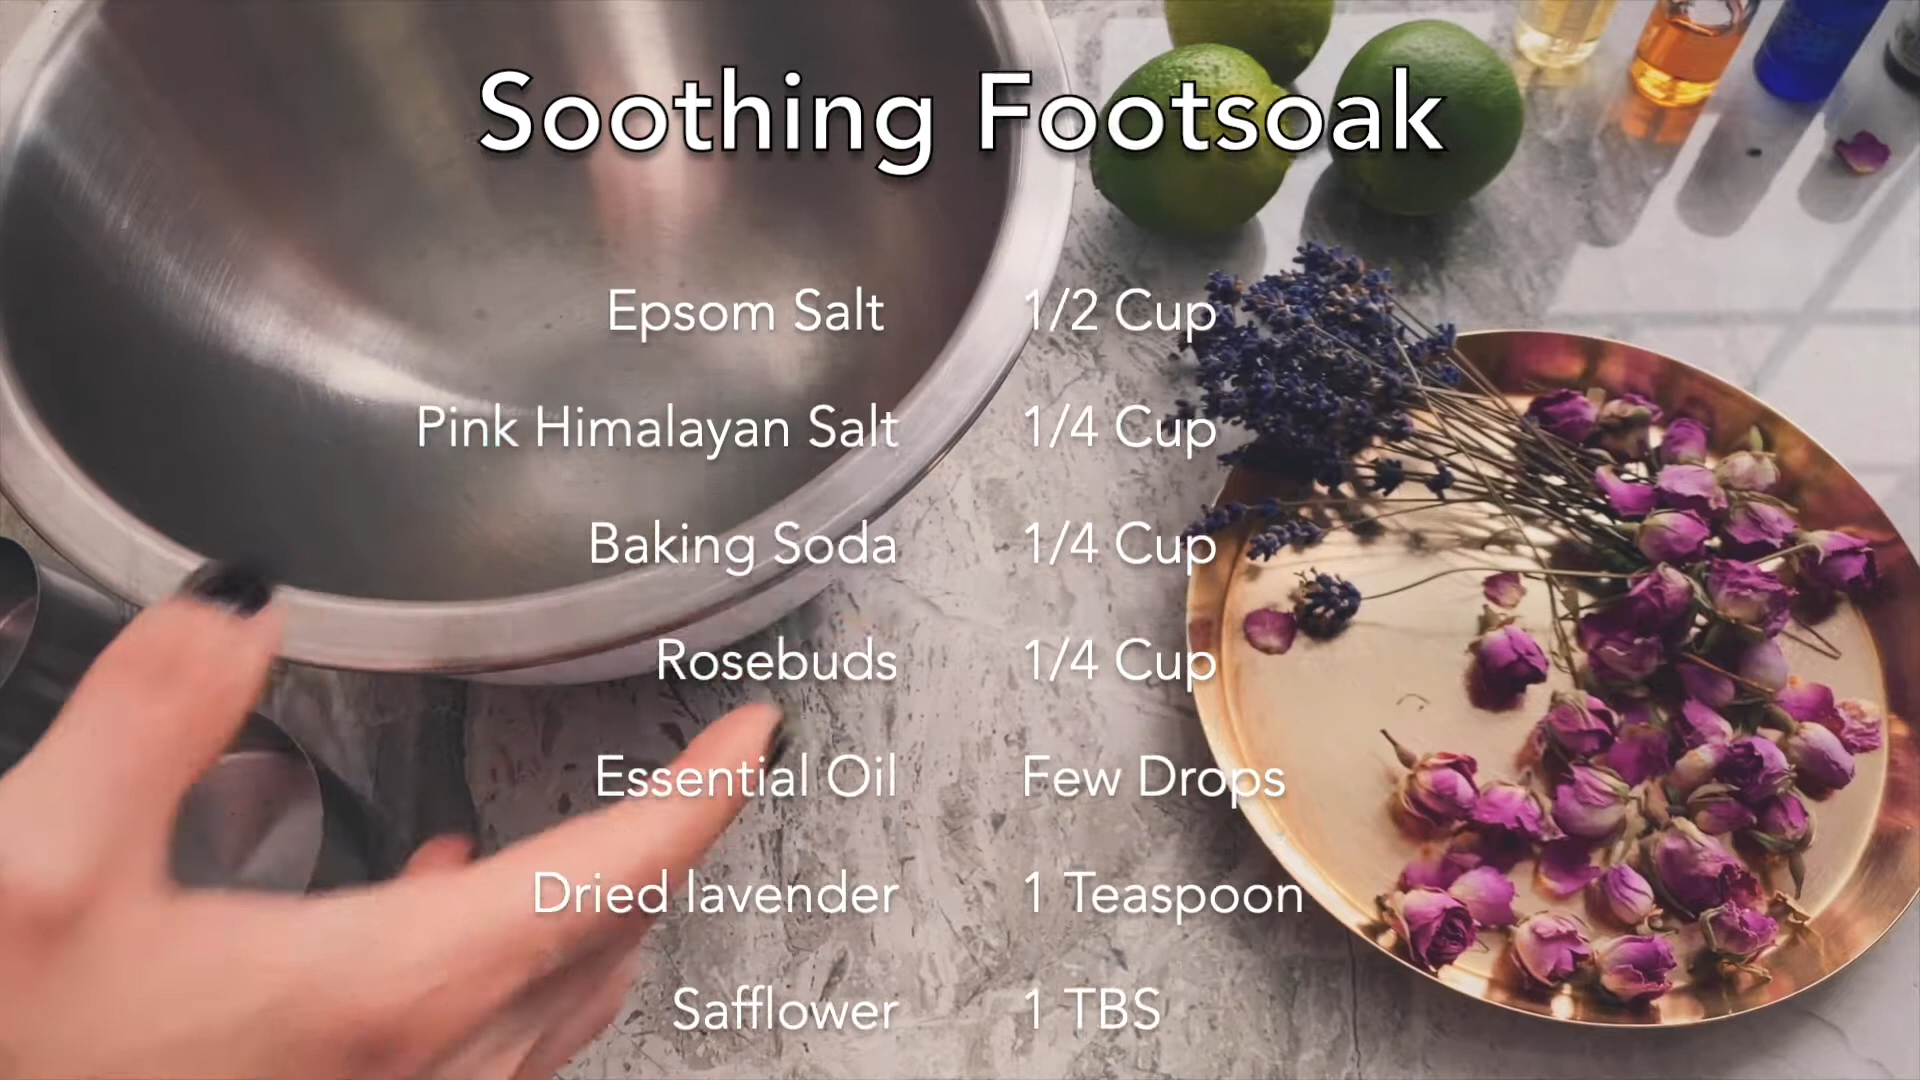 Soothing Footsoak
Epsom Salt 1/2 Cup
Pink Himalayan Salt 1/4 Cup
Baking Soda 1/4 Cup
Rosebuds 1/4 Cup
Essential Oil Few Drops
Dried lavender 1 Teaspoon
Safflower 1 TBS